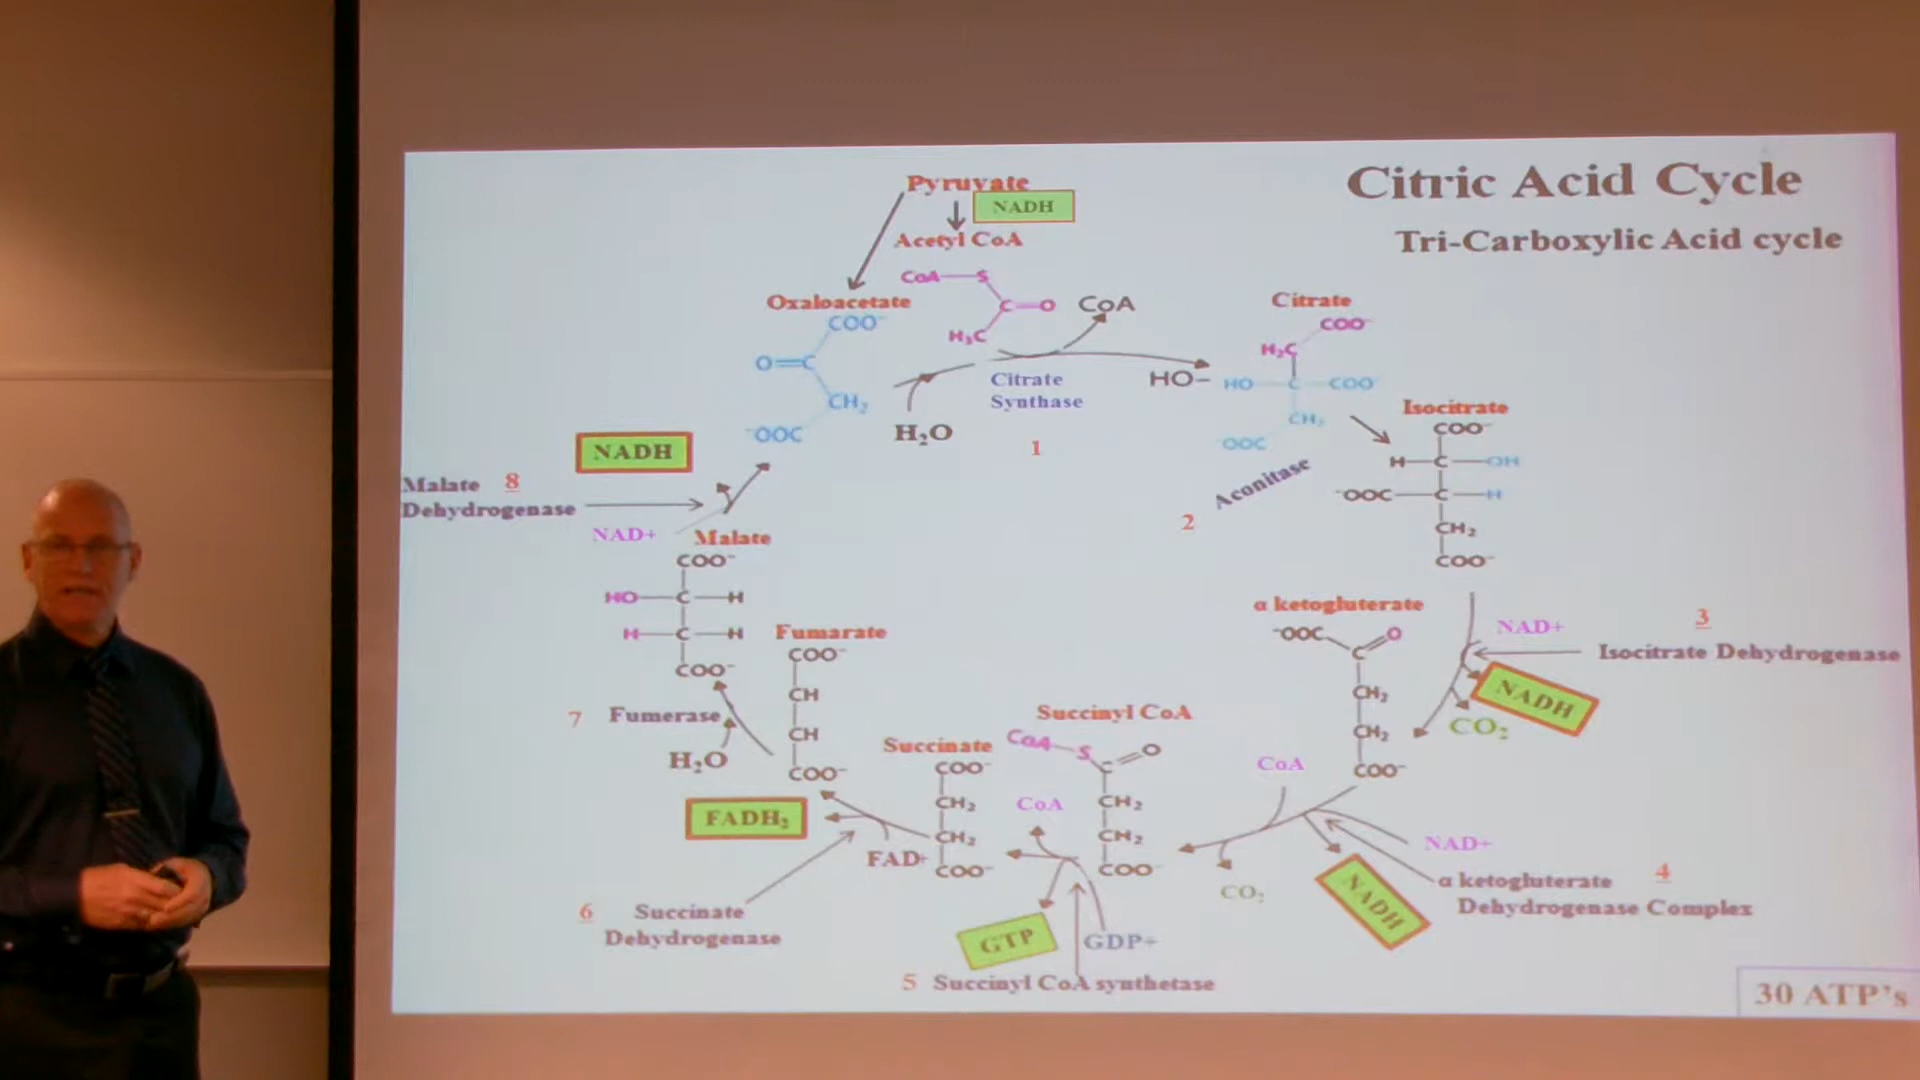 Citric Acid Cycle
Tri-Carboxylic Acid cycle
Pyruvate
NADH
Acetyl CoA
CoA—S
C=O
H₃C
CoA
Oxaloacetate
COO⁻
O=C
CH₂
⁻OOC
H₂O
Citrate
Synthase
1
Citrate
COO⁻
H₂C
HO– HO—C—COO⁻
CH₂
⁻OOC
Aconitase
2
Isocitrate
COO⁻
H—C—OH
⁻OOC—C—H
CH₂
COO⁻
NAD+
3
Isocitrate Dehydrogenase
NADH
CO₂
α ketogluterate
⁻OOC
O
C
CH₂
CH₂
COO⁻
CoA
NAD+
4
α ketogluterate
Dehydrogenase Complex
NADH
CO₂
Succinyl CoA
CoA—S
O
C
CH₂
CH₂
COO⁻
CoA
GTP
GDP+
5 Succinyl CoA synthetase
Succinate
COO⁻
CH₂
CH₂
COO⁻
FAD+
FADH₂
6 Succinate
Dehydrogenase
Fumarate
COO⁻
CH
CH
COO⁻
7 Fumerase
H₂O
Malate
COO⁻
HO—C—H
H—C—H
COO⁻
NAD+
Malate 8
Dehydrogenase
NADH
30 ATP's